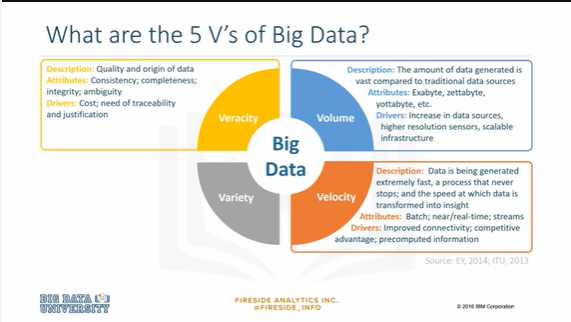 What are the 5 V's of Big Data?
Description: Quality and origin of data
Attributes: Consistency; completeness;
integrity; ambiguity
Drivers: Cost; need of traceability
and justification
Description: The amount of data generated is
vast compared to traditional data sources
Attributes: Exabyte, zettabyte,
yottabyte, etc.
Drivers: Increase in data sources,
higher resolution sensors, scalable
infrastructure
Veracity
Volume
Big
Data
Variety
Velocity
Description: Data is being generated
extremely fast, a process that never
stops; and the speed at which data is
transformed into insight
Attributes: Batch; near/real-time; streams
Drivers: Improved connectivity; competitive
advantage; precomputed information
Source: EY, 2014; ITU, 2013
BIG DATA
UNIVERSITY
FIRESIDE ANALYTICS INC.
@FIRESIDE_INFO
© 2016 IBM Corporation